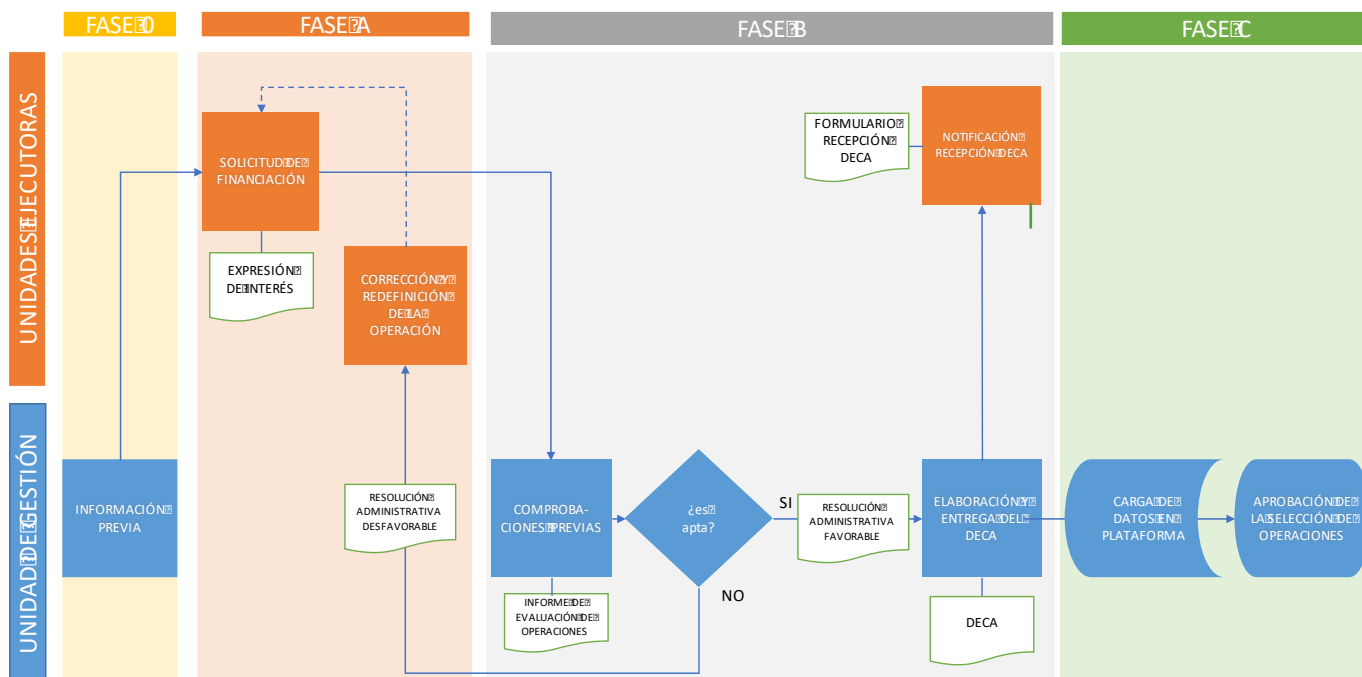 FASE 0
FASE A
FASE B
FASE C
UNIDADES EJECUTORAS
UNIDAD DE GESTIÓN
SOLICITUD DE
FINANCIACIÓN
EXPRESIÓN
DE INTERÉS
CORRECCIÓN Y
REDEFINICIÓN
DE LA
OPERACIÓN
FORMULARIO
RECEPCIÓN
DECA
NOTIFICACIÓN
RECEPCIÓN DECA
INFORMACIÓN
PREVIA
RESOLUCIÓN
ADMINISTRATIVA
DESFAVORABLE
COMPROBA-
CIONES PREVIAS
INFORME DE
EVALUACIÓN DE
OPERACIONES
¿es
apta?
SI
NO
RESOLUCIÓN
ADMINISTRATIVA
FAVORABLE
ELABORACIÓN Y
ENTREGA DEL
DECA
DECA
CARGA DE
DATOS EN
PLATAFORMA
APROBACIÓN DE
LA SELECCIÓN DE
OPERACIONES